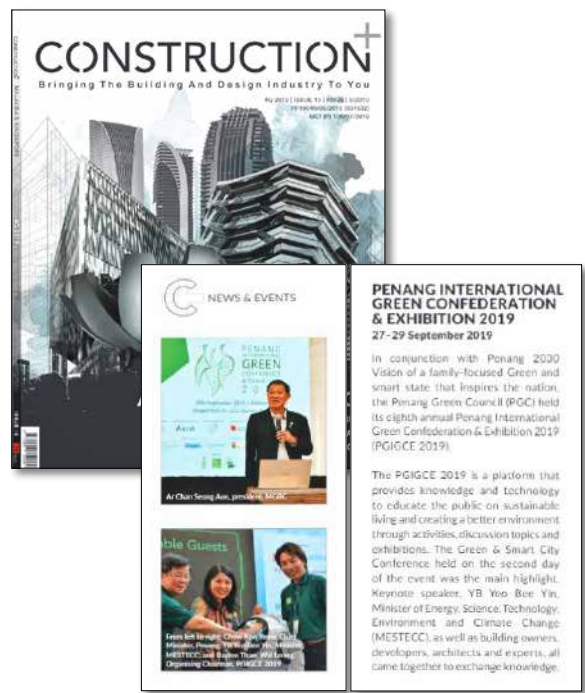 CONSTRUCTION+
Bringing The Building And Design Industry To You
NEWS & EVENTS
PENANG
INTERNATIONAL
GREEN
Ar Chan Seong Aun, president, MGBC
Guests
From left to right: Chow Kon Yeow, Chief
Minister, Penang; YB Yeo Bee Yin, Minister,
MESTECC; and
Organising Chairman, PGIGCE 2019
PENANG INTERNATIONAL
GREEN CONFEDERATION
& EXHIBITION 2019
27-29 September 2019
In conjunction with Penang 2030
Vision of a family-focused Green and
smart state that inspires the nation,
the Penang Green Council (PGC) held
its eighth annual Penang International
Green Confederation & Exhibition 2019
(PGIGCE 2019).
The PGIGCE 2019 is a platform that
provides knowledge and technology
to educate the public on sustainable
living and creating a better environment
through activities, discussion topics and
exhibitions. The Green & Smart City
Conference held on the second day
of the event was the main highlight.
Keynote speaker, YB Yeo Bee Yin,
Minister of Energy, Science, Technology,
Environment and Climate Change
(MESTECC), as well as building owners,
developers, architects and experts, all
came together to exchange knowledge.